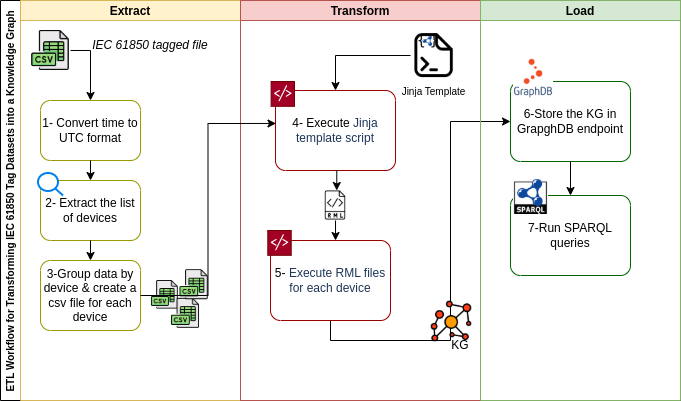 ETL Workflow for Transforming IEC 61850 Tag Datasets into a Knowledge Graph
Extract
IEC 61850 tagged file
CSV
1- Convert time to
UTC format
2- Extract the list
of devices
3-Group data by
device & create a
csv file for each
device
CSV
CSV
CSV
Transform
Jinja Template
4- Execute Jinja
template script
RML
5- Execute RML files
for each device
KG
Load
GraphDB
6-Store the KG in
GrapghDB endpoint
SPARQL
7-Run SPARQL
queries